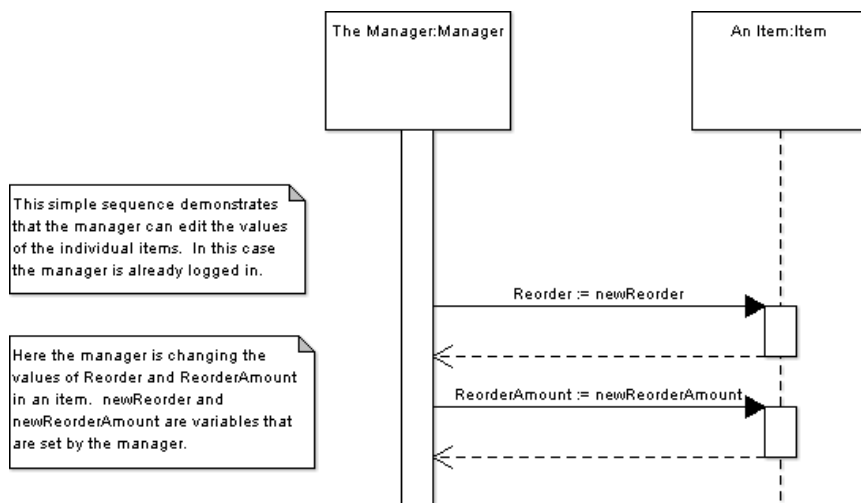 The Manager:Manager
An Item:Item
This simple sequence demonstrates
that the manager can edit the values
of the individual items.  In this case
the manager is already logged in.
Reorder := newReorder
Here the manager is changing the
values of Reorder and ReorderAmount
in an item.  newReorder and
newReorderAmount are variables that
are set by the manager.
ReorderAmount := newReorderAmount